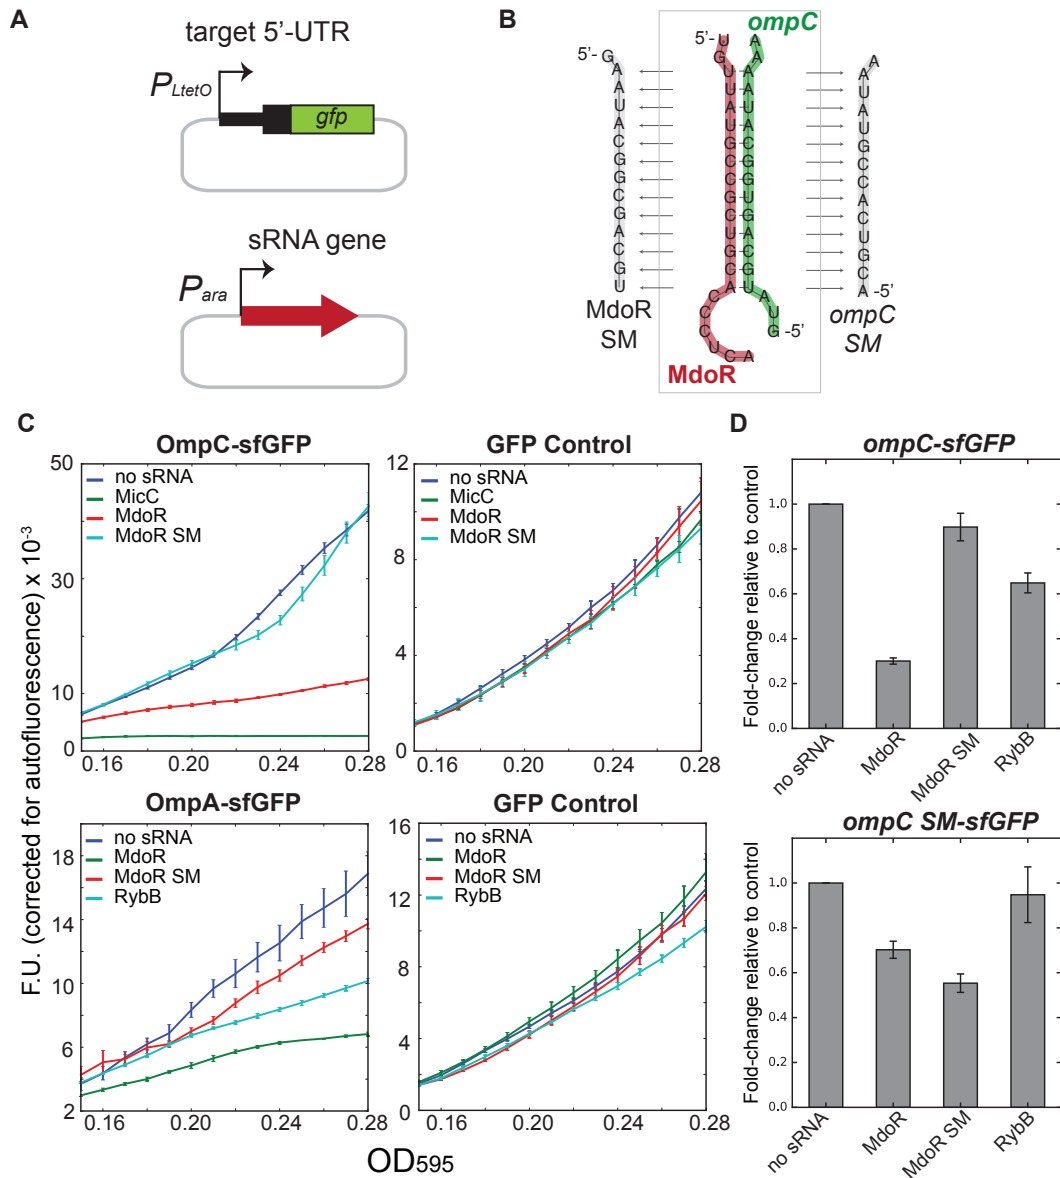 A
target 5'-UTR
PLtetO
gfp
sRNA gene
Para
B
ompC
5'-
GAAUACGGCGACGU
MdoR
SM
5'-
UGUUAUGCCGCUGCACCCUCA
MdoR
AAAAUACGGUGACGUAUG
-5'
AAUAUGCCACUGCA
-5'
ompC
SM
C
F.U. (corrected for autofluorescence) x 10-3
OmpC-sfGFP
no sRNA
MicC
MdoR
MdoR SM
50
30
10
0
0.16 0.20 0.24 0.28
GFP Control
no sRNA
MicC
MdoR
MdoR SM
12
8
4
0
0.16 0.20 0.24 0.28
OmpA-sfGFP
no sRNA
MdoR
MdoR SM
RybB
18
14
10
6
2
0.16 0.20 0.24 0.28
GFP Control
no sRNA
MdoR
MdoR SM
RybB
16
12
8
4
0
0.16 0.20 0.24 0.28
OD595
D
ompC-sfGFP
Fold-change relative to control
1.0
0.8
0.6
0.4
0.2
0.0
no sRNA
MdoR
MdoR SM
RybB
ompC SM-sfGFP
Fold-change relative to control
1.0
0.8
0.6
0.4
0.2
0.0
no sRNA
MdoR
MdoR SM
RybB